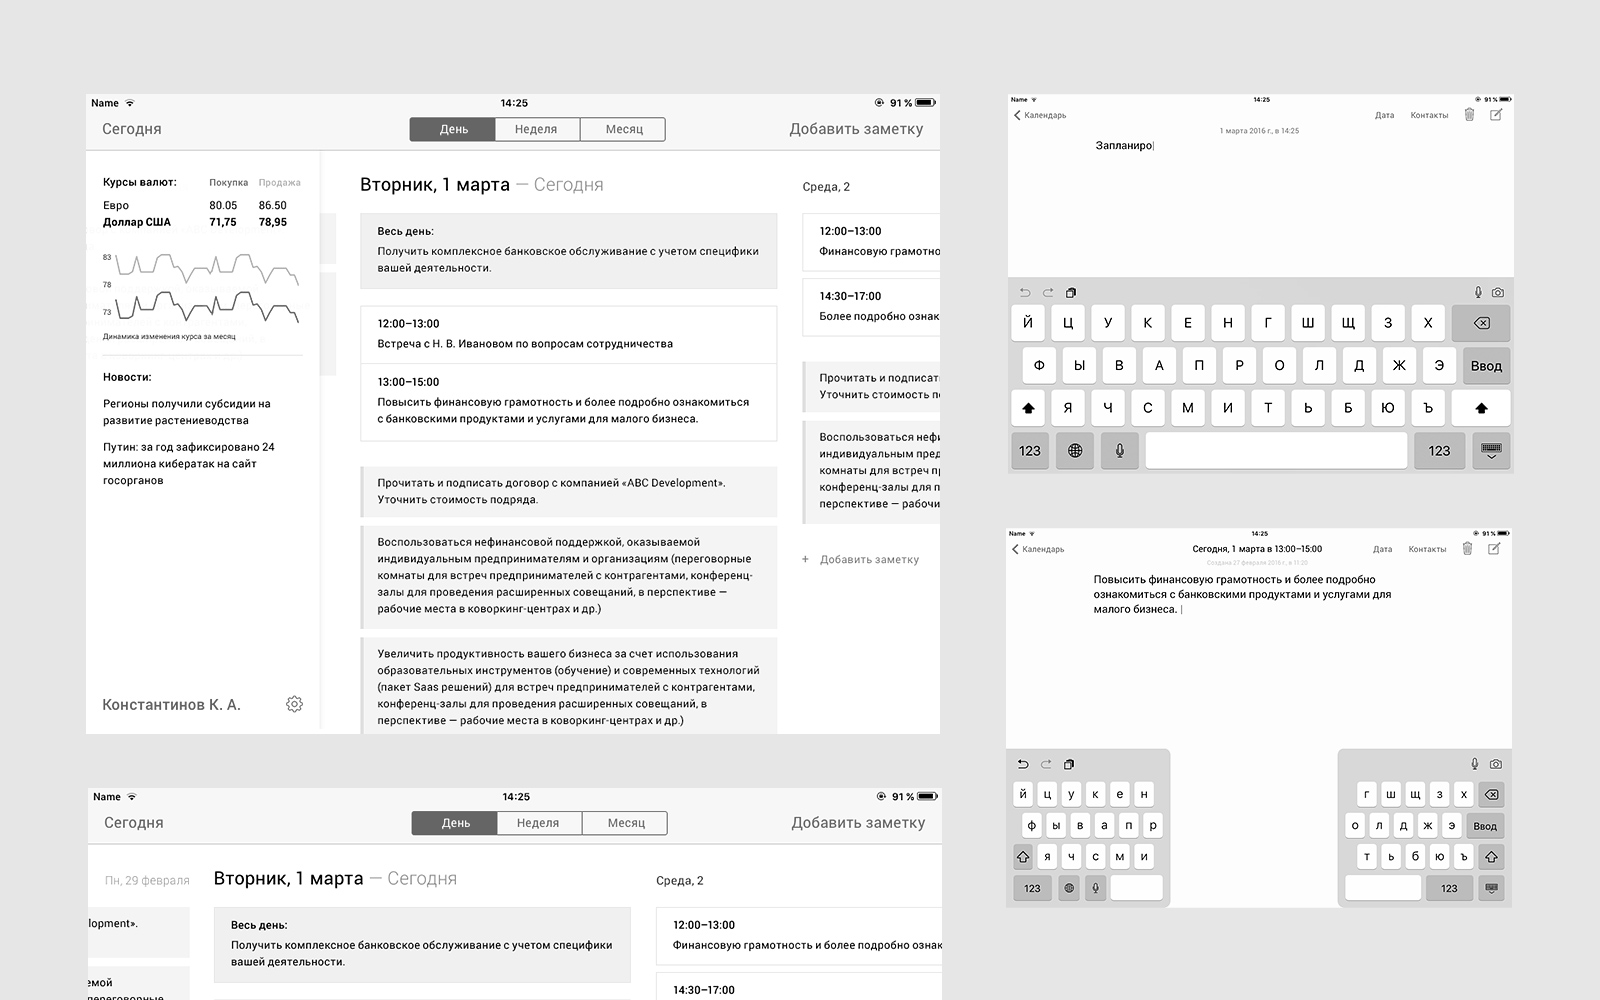 Name
14:25
91 %
Сегодня
День
Неделя
Месяц
Добавить заметку
Курсы валют:
Покупка
Продажа
Евро
80.05
86.50
Доллар США
71,75
78,95
83
78
73
Динамика изменения курса за месяц
Новости:
Регионы получили субсидии на
развитие растениеводства
Путин: за год зафиксировано 24
миллиона кибератак на сайт
госорганов
Константинов К. А.
Вторник, 1 марта — Сегодня
Весь день:
Получить комплексное банковское обслуживание с учетом специфики
вашей деятельности.
12:00–13:00
Встреча с Н. В. Ивановом по вопросам сотрудничества
13:00–15:00
Повысить финансовую грамотность и более подробно ознакомиться
с банковскими продуктами и услугами для малого бизнеса.
Прочитать и подписать договор с компанией «ABC Development».
Уточнить стоимость подряда.
Воспользоваться нефинансовой поддержкой, оказываемой
индивидуальным предпринимателям и организациям (переговорные
комнаты для встреч предпринимателей с контрагентами, конференц-
залы для проведения расширенных совещаний, в перспективе —
рабочие места в коворкинг-центрах и др.)
Увеличить продуктивность вашего бизнеса за счет использования
образовательных инструментов (обучение) и современных технологий
(пакет Saas решений) для встреч предпринимателей с контрагентами,
конференц-залы для проведения расширенных совещаний, в
перспективе — рабочие места в коворкинг-центрах и др.)
Среда, 2
12:00–13:00
Финансовую грамотно
14:30–17:00
Более подробно ознак
Прочитать и подписат
Уточнить стоимость п
Воспользоваться нефи
индивидуальным пред
комнаты для встреч п
конференц-залы для п
перспективе — рабочи
+ Добавить заметку
Name
14:25
91 %
Календарь
Дата
Контакты
1 марта 2016 г., в 14:25
Запланиро
Й Ц У К Е Н Г Ш Щ З Х
Ф Ы В А П Р О Л Д Ж Э Ввод
Я Ч С М И Т Ь Б Ю Ъ
123 123
Name
14:25
91 %
Календарь
Сегодня, 1 марта в 13:00–15:00
Дата
Контакты
Создана 27 февраля 2016 г., в 11:20
Повысить финансовую грамотность и более подробно
ознакомиться с банковскими продуктами и услугами для
малого бизнеса.
й ц у к е н г ш щ з х
ф ы в а п р о л д ж э Ввод
я ч с м и т ь б ю ъ
123 123
Name
14:25
91 %
Сегодня
День
Неделя
Месяц
Добавить заметку
Пн, 29 февраля
lopment».
емой
переговорные
Вторник, 1 марта — Сегодня
Весь день:
Получить комплексное банковское обслуживание с учетом специфики
вашей деятельности.
Среда, 2
12:00–13:00
Финансовую грамотность и более подробно ознак
14:30–17:00